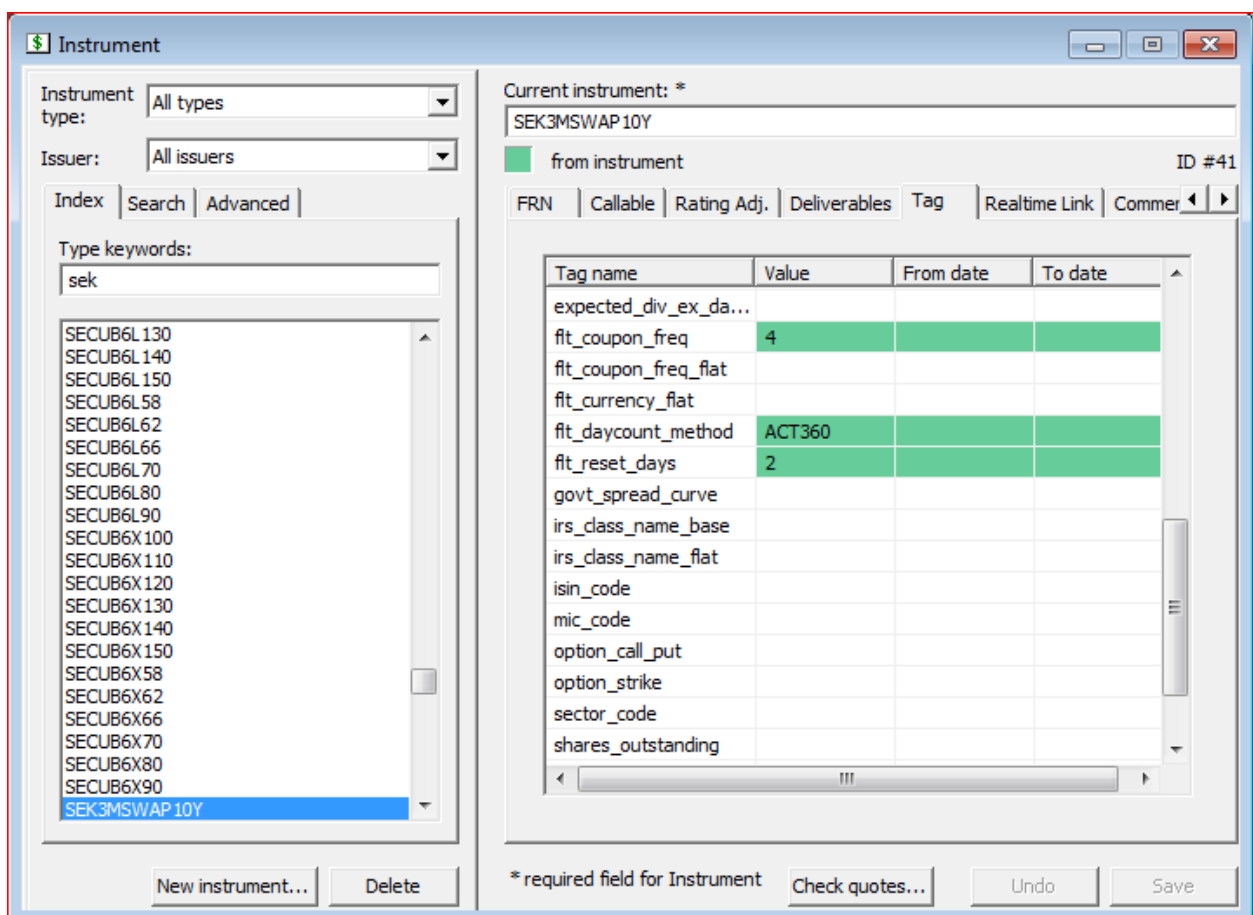 Instrument
Instrument type:
All types
Issuer:
All issuers
Index Search Advanced
Type keywords:
sek
SECUB6L130
SECUB6L140
SECUB6L150
SECUB6L58
SECUB6L62
SECUB6L66
SECUB6L70
SECUB6L80
SECUB6L90
SECUB6X100
SECUB6X110
SECUB6X120
SECUB6X130
SECUB6X140
SECUB6X150
SECUB6X58
SECUB6X62
SECUB6X66
SECUB6X70
SECUB6X80
SECUB6X90
SEK3MSWAP10Y
New instrument... Delete
Current instrument: *
SEK3MSWAP10Y
from instrument ID #41
FRN Callable Rating Adj. Deliverables Tag Realtime Link Commer
Tag name Value From date To date
expected_div_ex_da...
flt_coupon_freq 4
flt_coupon_freq_flat
flt_currency_flat
flt_daycount_method ACT360
flt_reset_days 2
govt_spread_curve
irs_class_name_base
irs_class_name_flat
isin_code
mic_code
option_call_put
option_strike
sector_code
shares_outstanding
* required field for Instrument Check quotes... Undo Save